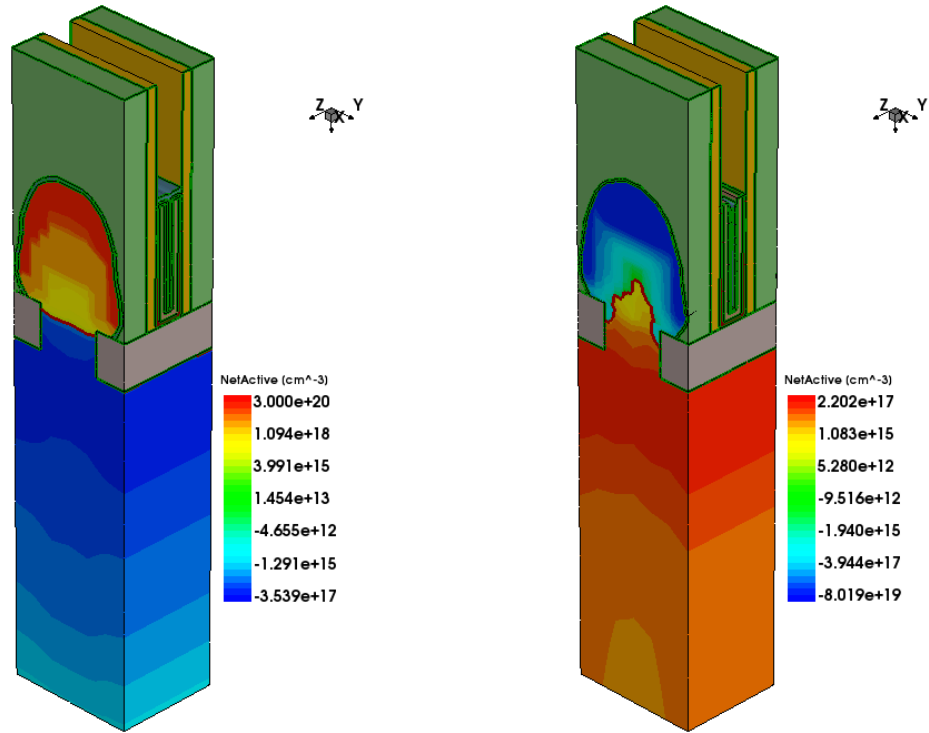 Z X Y
Z X Y
NetActive (cm^-3)
3.000e+20
1.094e+18
3.991e+15
1.454e+13
-4.655e+12
-1.291e+15
-3.539e+17
NetActive (cm^-3)
2.202e+17
1.083e+15
5.280e+12
-9.516e+12
-1.940e+15
-3.944e+17
-8.019e+19